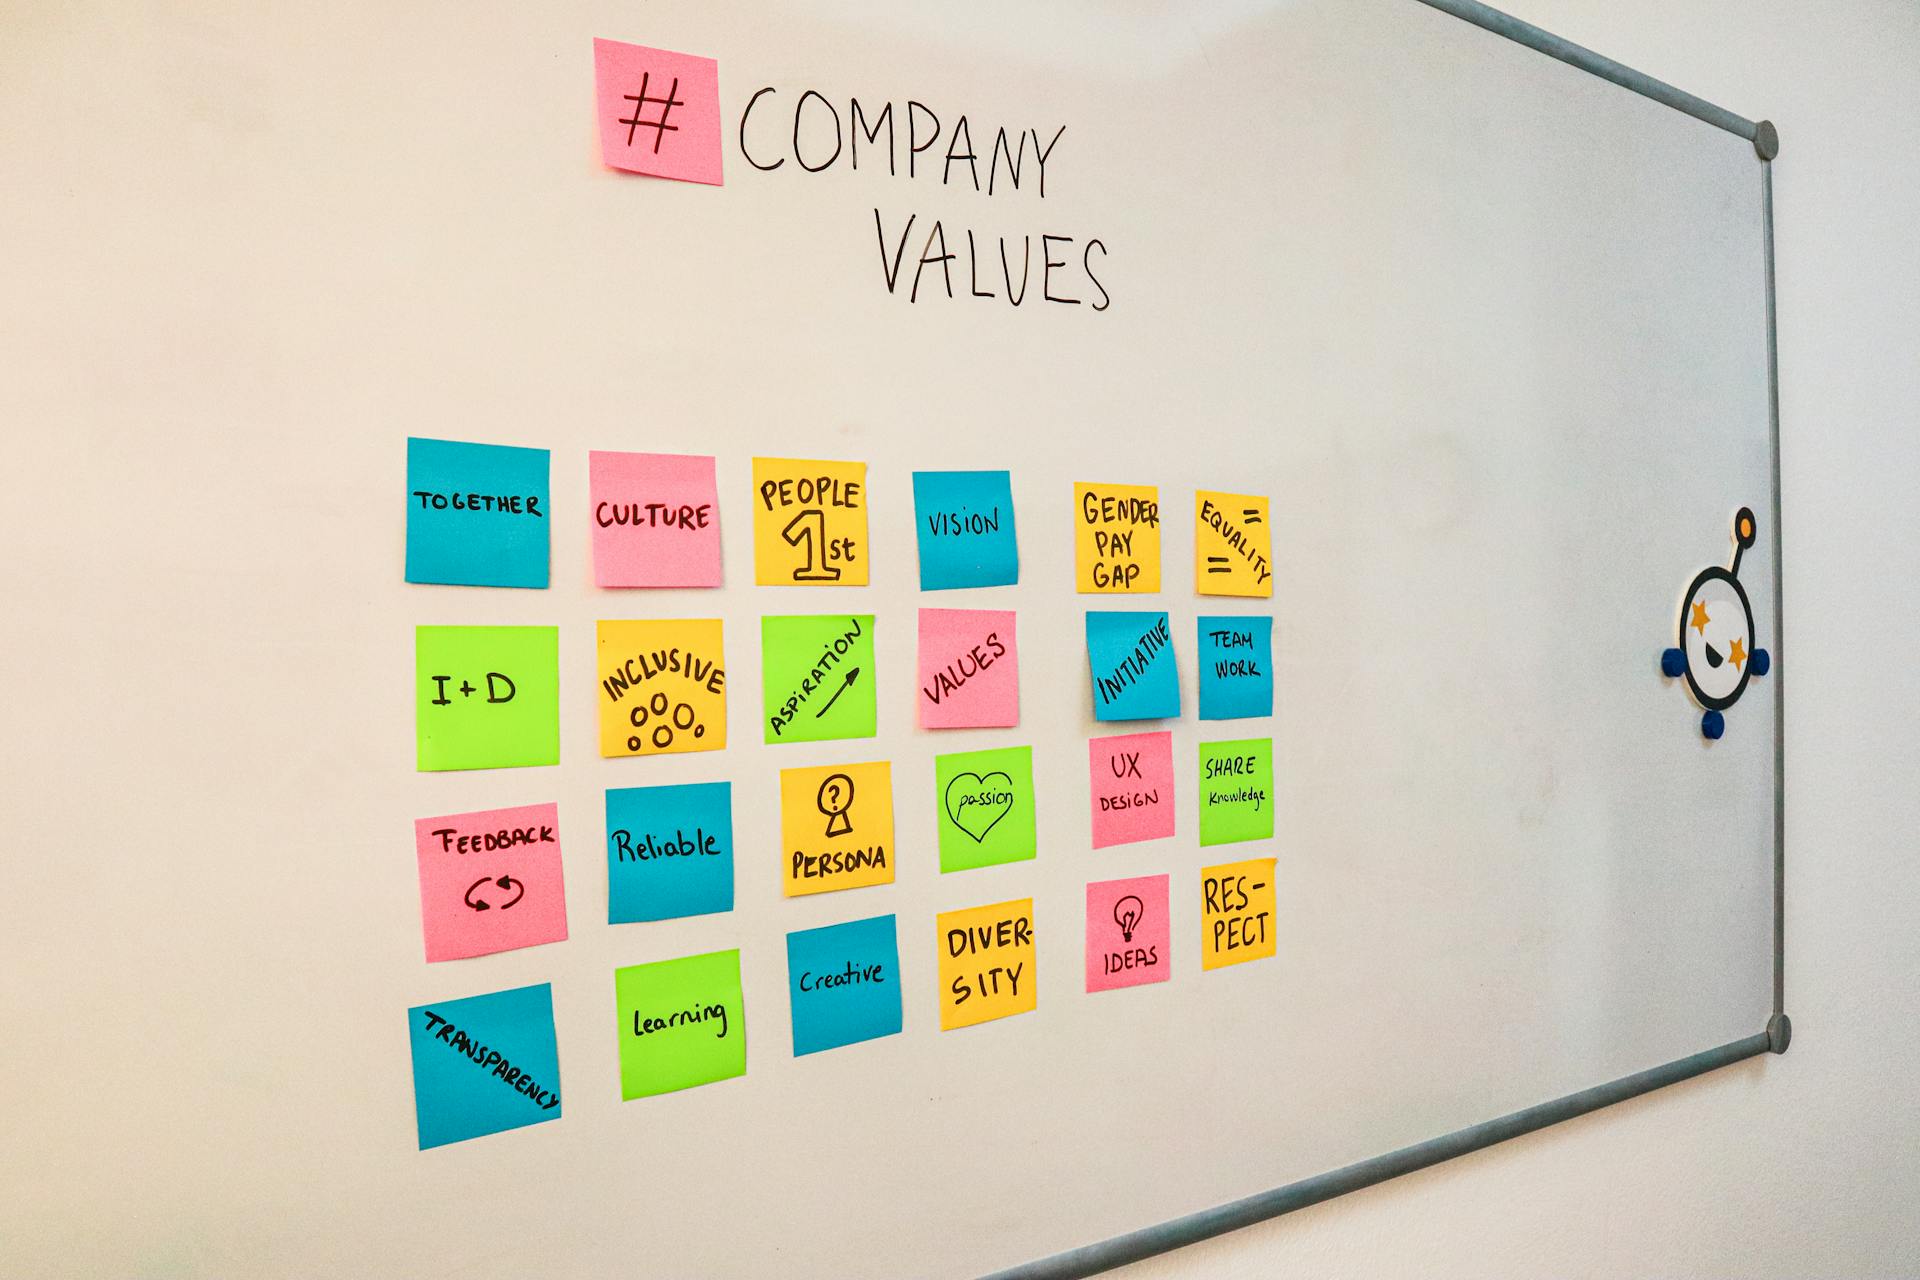 # COMPANY
VALUES
TOGETHER
CULTURE
PEOPLE
1st
VISION
GENDER
PAY
GAP
= EQUALITY =
I+D
INCLUSIVE
ASPIRATION
VALUES
INITIATIVE
TEAM
WORK
FEEDBACK
Reliable
?
PERSONA
passion
UX
DESIGN
SHARE
Knowledge
TRANSPARENCY
Learning
Creative
DIVER-
SITY
IDEAS
RES-
PECT